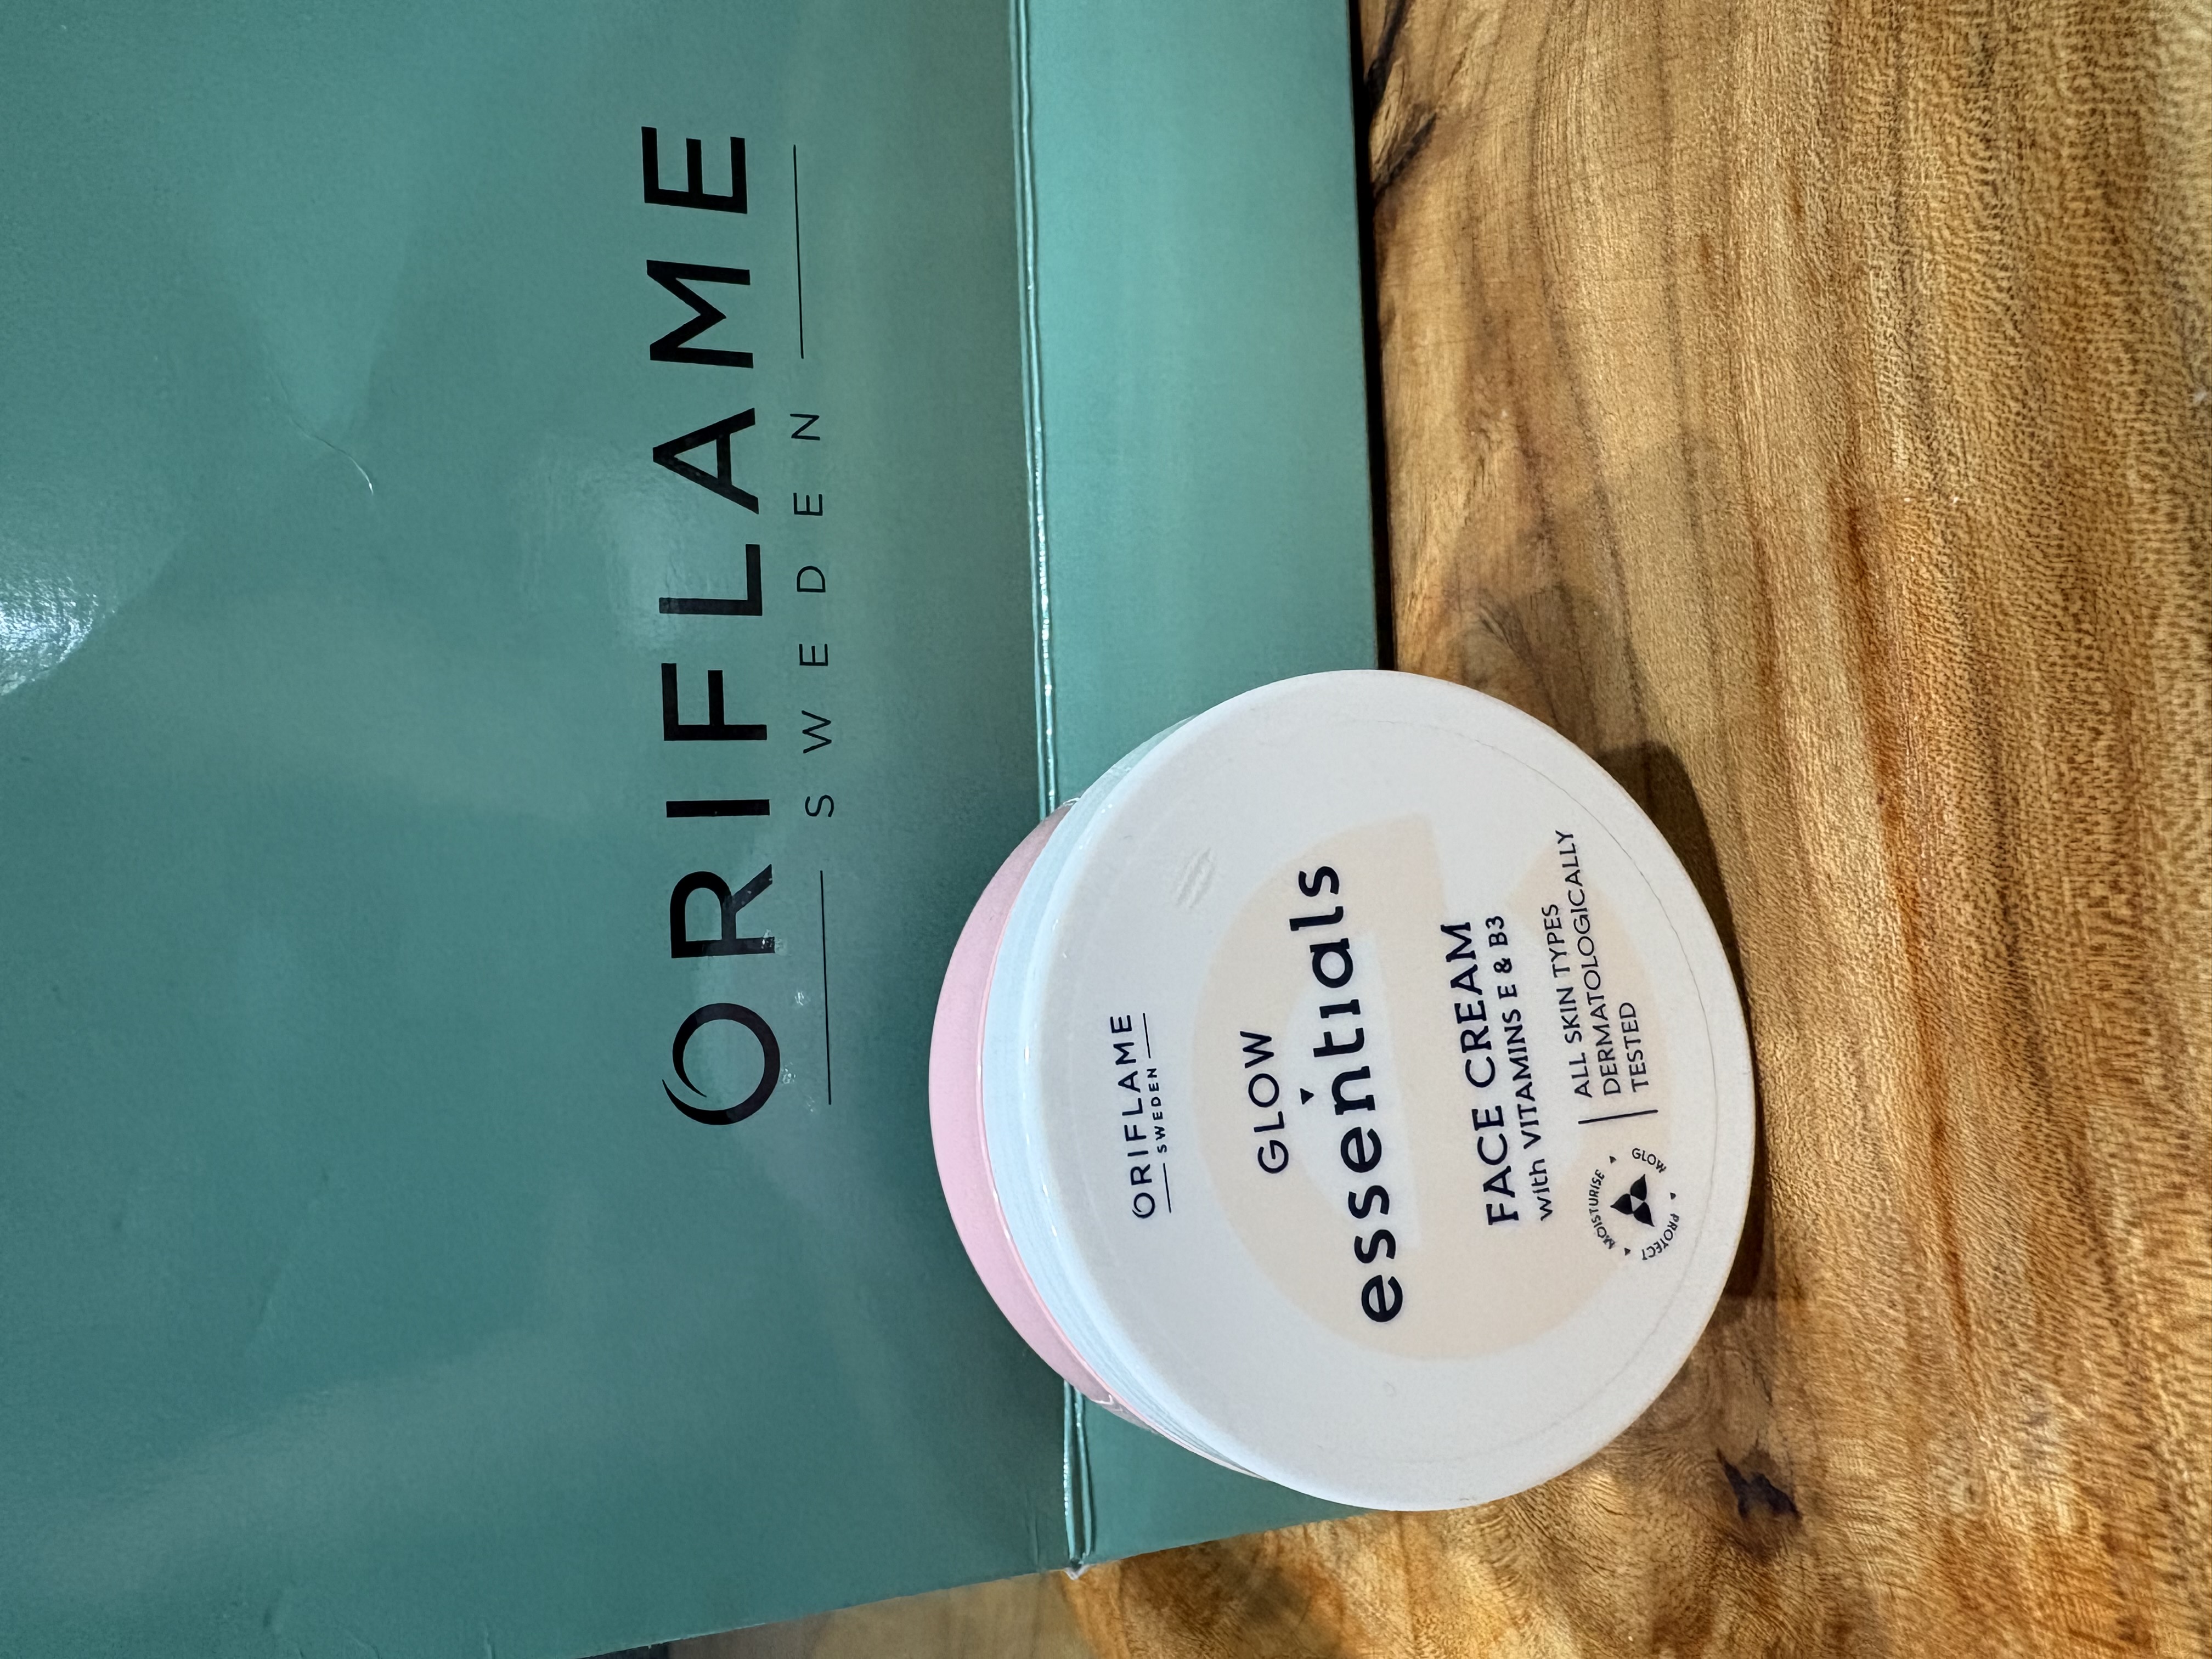 ORIFLAME
SWEDEN
ORIFLAME
SWEDEN
GLOW
essentials
FACE CREAM
with VITAMINS E & B3
ALL SKIN TYPES
DERMATOLOGICALLY
TESTED
MOISTURISE GLOW PROTECT